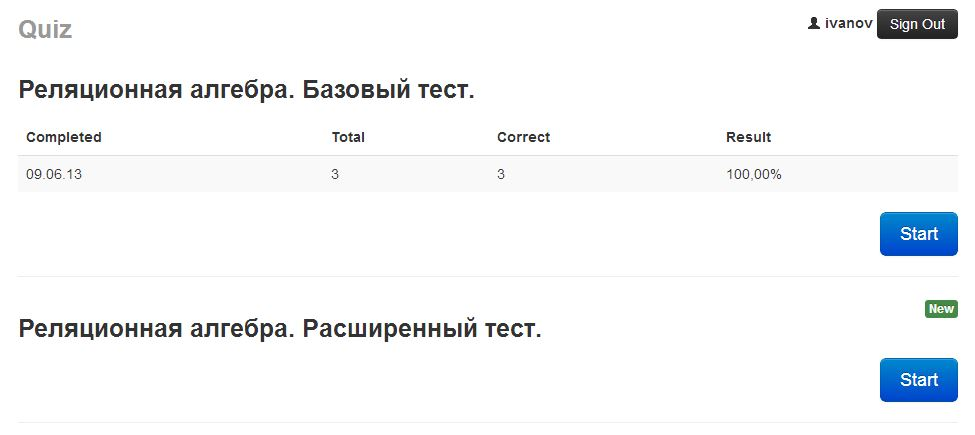 Quiz
ivanov Sign Out
Реляционная алгебра. Базовый тест.
Completed Total Correct Result
09.06.13 3 3 100,00%
Start
New
Реляционная алгебра. Расширенный тест.
Start